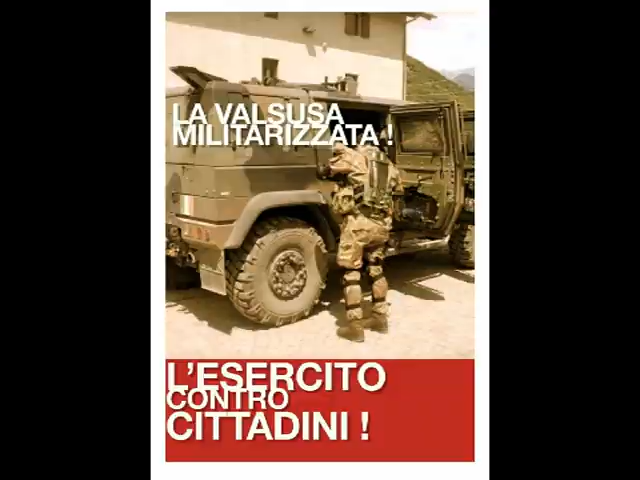 LA VALSUSA
MILITARIZZATA !
L'ESERCITO
CONTRO
CITTADINI !